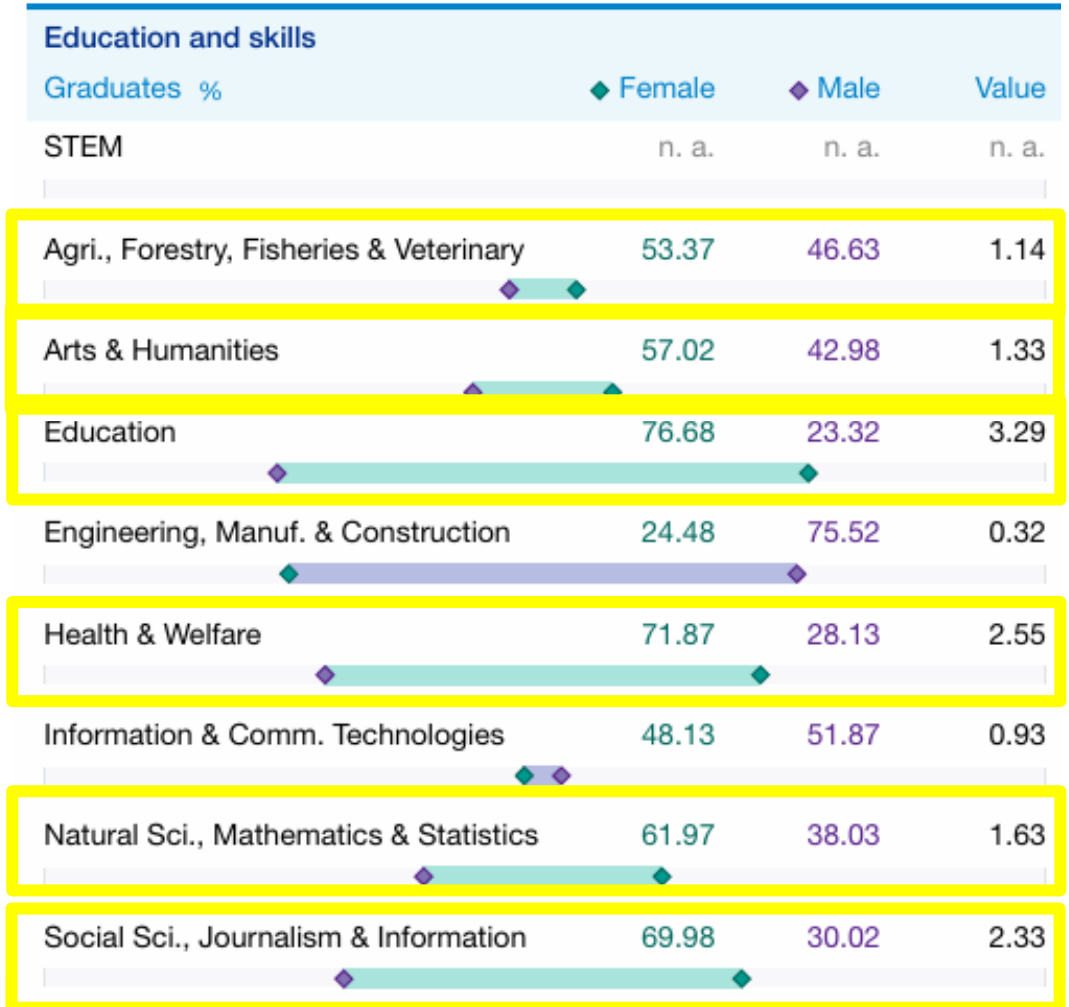 Education and skills
Graduates % Female Male Value
STEM n. a. n. a. n. a.
Agri., Forestry, Fisheries & Veterinary 53.37 46.63 1.14
Arts & Humanities 57.02 42.98 1.33
Education 76.68 23.32 3.29
Engineering, Manuf. & Construction 24.48 75.52 0.32
Health & Welfare 71.87 28.13 2.55
Information & Comm. Technologies 48.13 51.87 0.93
Natural Sci., Mathematics & Statistics 61.97 38.03 1.63
Social Sci., Journalism & Information 69.98 30.02 2.33